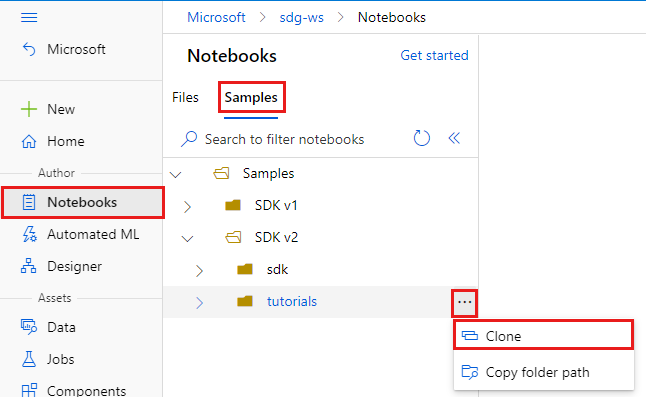 Microsoft > sdg-ws > Notebooks
Microsoft
New
Home
Author
Notebooks
Automated ML
Designer
Assets
Data
Jobs
Components
Notebooks
Get started
Files
Samples
Search to filter notebooks
Samples
SDK v1
SDK v2
sdk
tutorials
...
Clone
Copy folder path